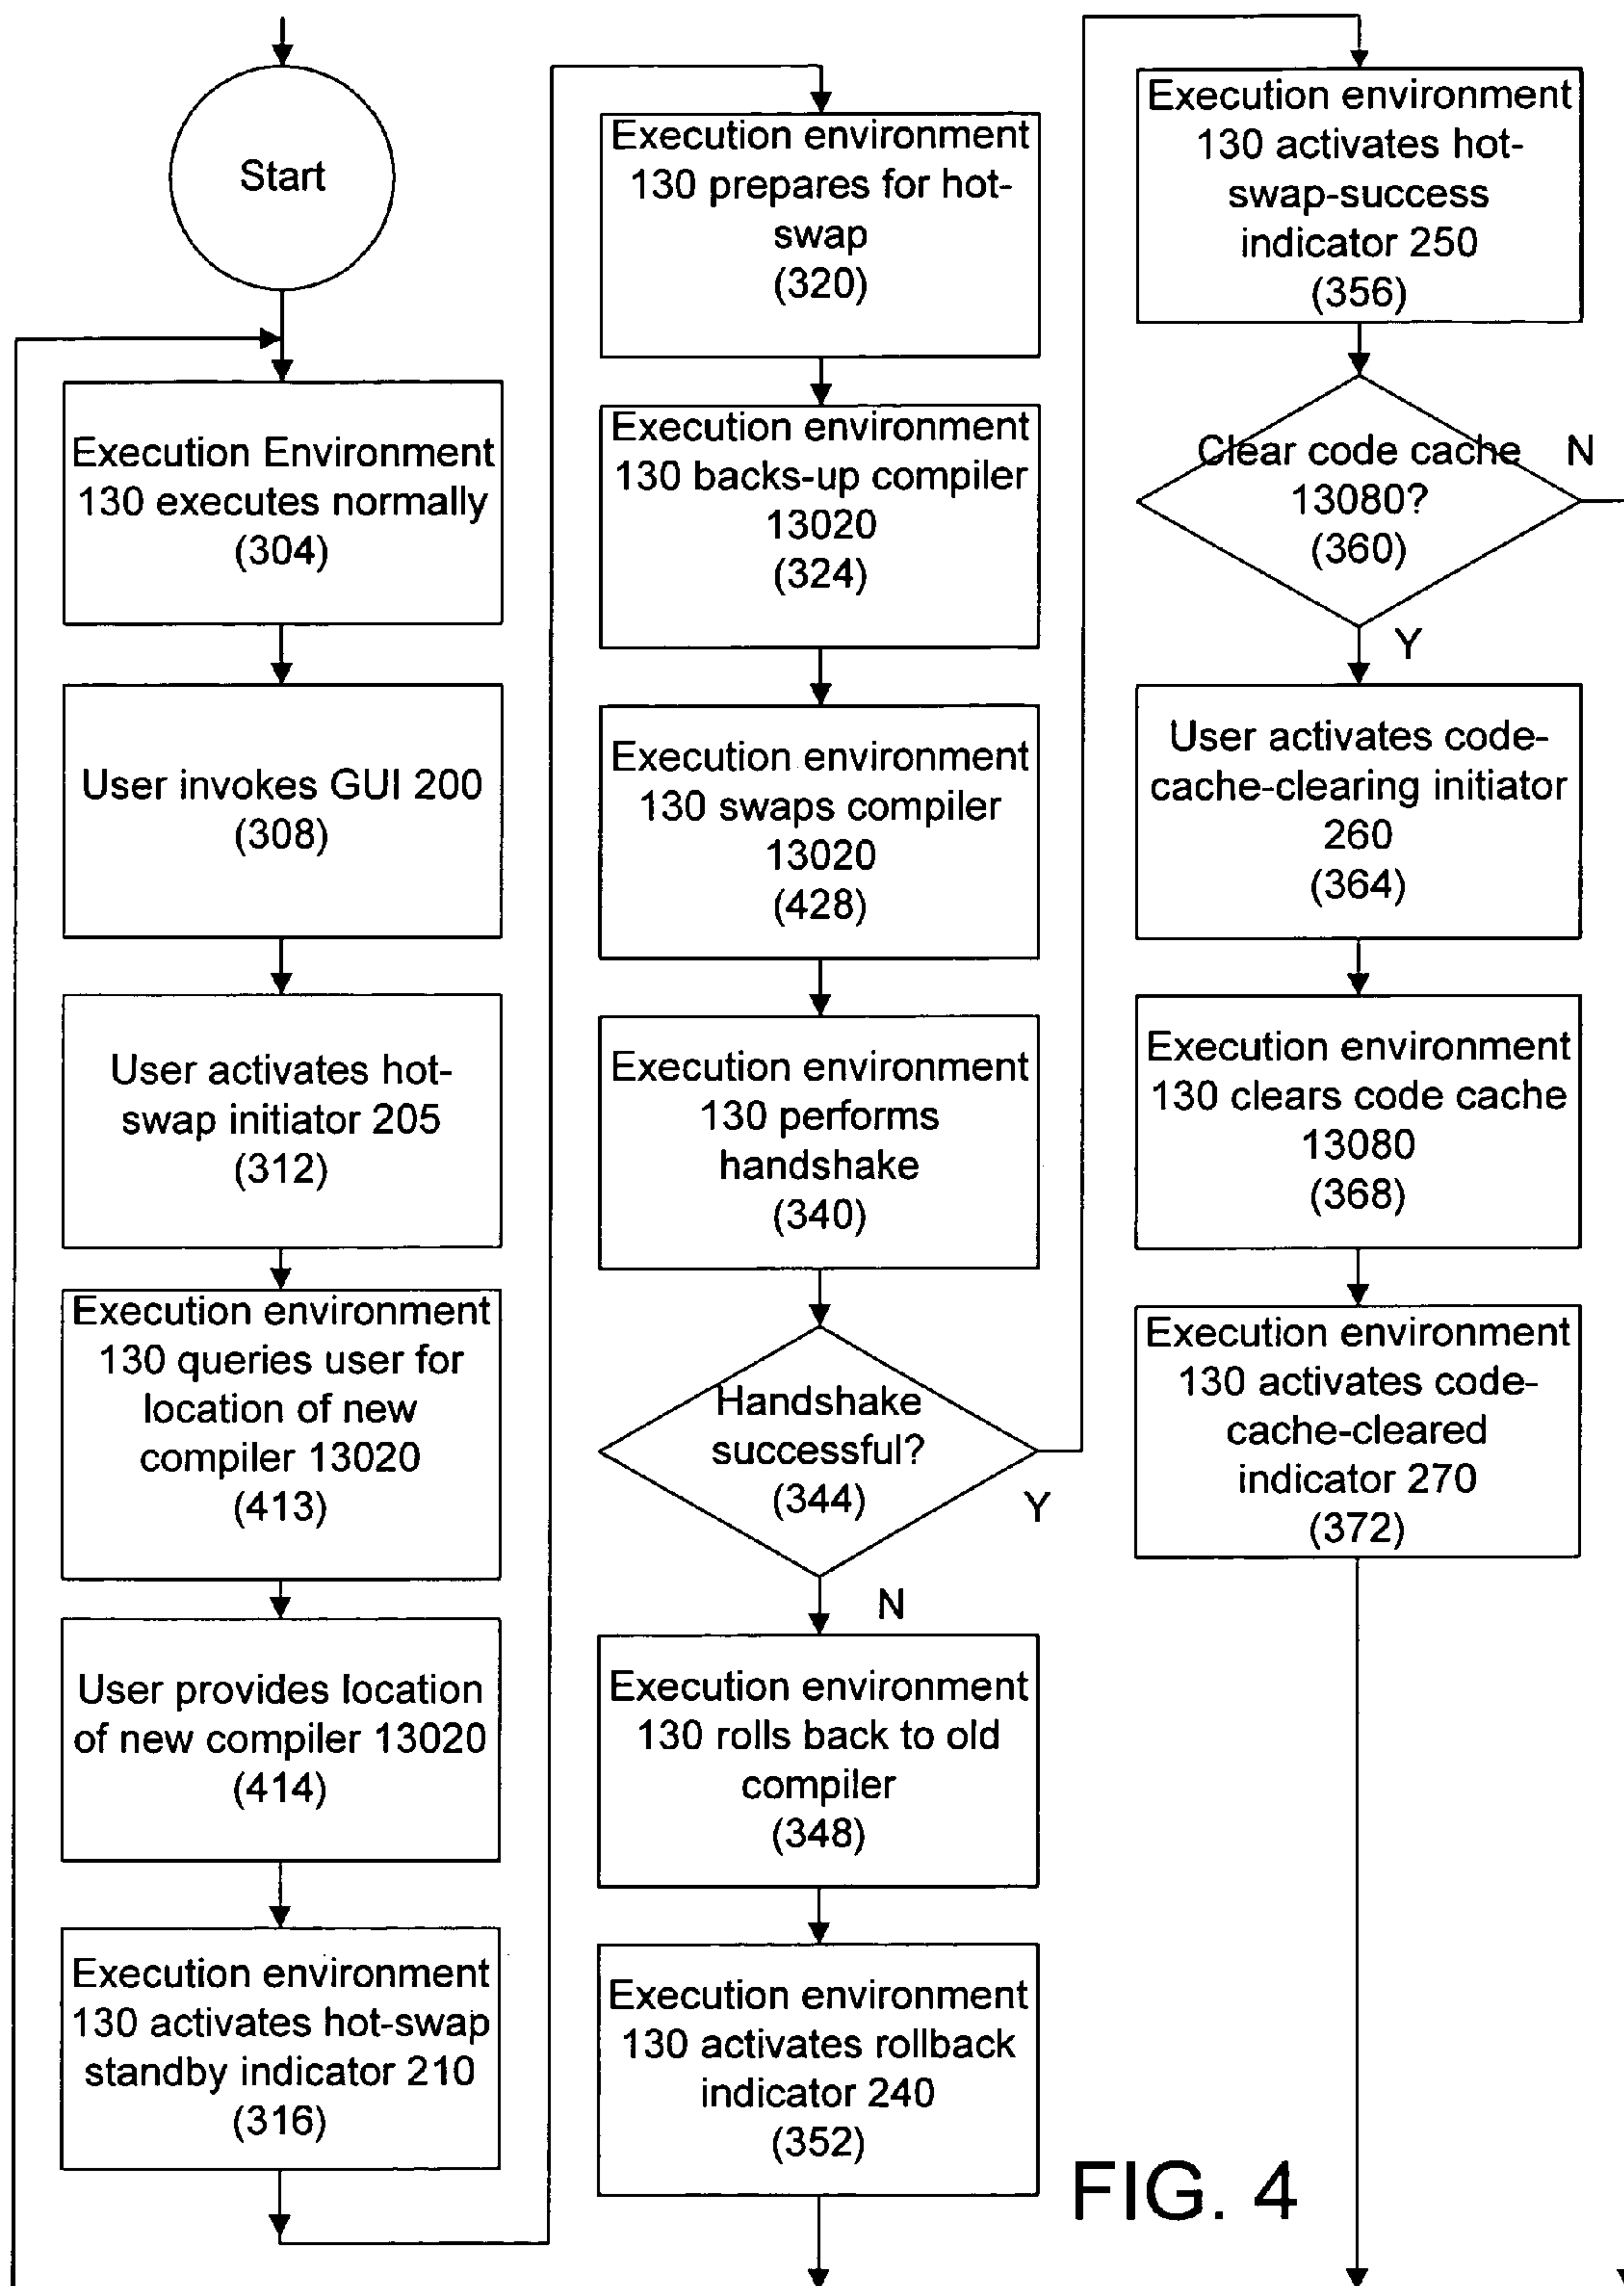 Start
Execution Environment
130 executes normally
(304)
User invokes GUI 200
(308)
User activates hot-
swap initiator 205
(312)
Execution environment
130 queries user for
location of new
compiler 13020
(413)
User provides location
of new compiler 13020
(414)
Execution environment
130 activates hot-swap
standby indicator 210
(316)
Execution environment
130 prepares for hot-
swap
(320)
Execution environment
130 backs-up compiler
13020
(324)
Execution environment
130 swaps compiler
13020
(428)
Execution environment
130 performs
handshake
(340)
Handshake
successful?
(344)
Y
N
Execution environment
130 rolls back to old
compiler
(348)
Execution environment
130 activates rollback
indicator 240
(352)
Execution environment
130 activates hot-
swap-success
indicator 250
(356)
Clear code cache
13080?
(360)
N
Y
User activates code-
cache-clearing initiator
260
(364)
Execution environment
130 clears code cache
13080
(368)
Execution environment
130 activates code-
cache-cleared
indicator 270
(372)
FIG. 4